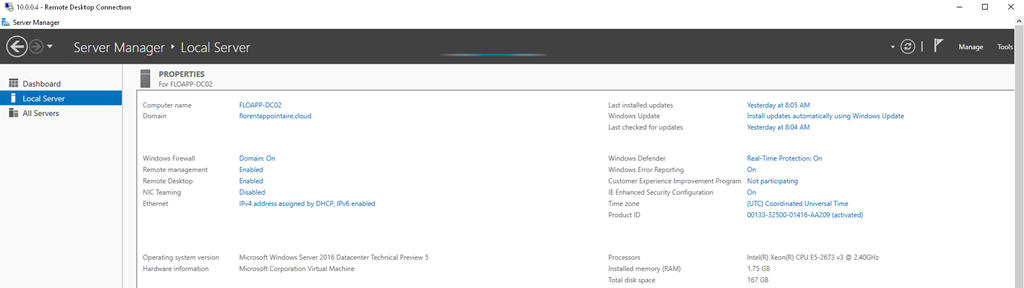 10.0.0.4 - Remote Desktop Connection
Server Manager
Server Manager ▸ Local Server
Manage
Tools
Dashboard
Local Server
All Servers
PROPERTIES
For FLOAPP-DC02
Computer name FLOAPP-DC02
Domain florentappointaire.cloud
Last installed updates Yesterday at 8:05 AM
Windows Update Install updates automatically using Windows Update
Last checked for updates Yesterday at 8:04 AM
Windows Firewall Domain: On
Remote management Enabled
Remote Desktop Enabled
NIC Teaming Disabled
Ethernet IPv4 address assigned by DHCP, IPv6 enabled
Windows Defender Real-Time Protection: On
Windows Error Reporting On
Customer Experience Improvement Program Not participating
IE Enhanced Security Configuration On
Time zone (UTC) Coordinated Universal Time
Product ID 00133-32500-01416-AA209 (activated)
Operating system version Microsoft Windows Server 2016 Datacenter Technical Preview 5
Hardware information Microsoft Corporation Virtual Machine
Processors Intel(R) Xeon(R) CPU E5-2673 v3 @ 2.40GHz
Installed memory (RAM) 1.75 GB
Total disk space 167 GB